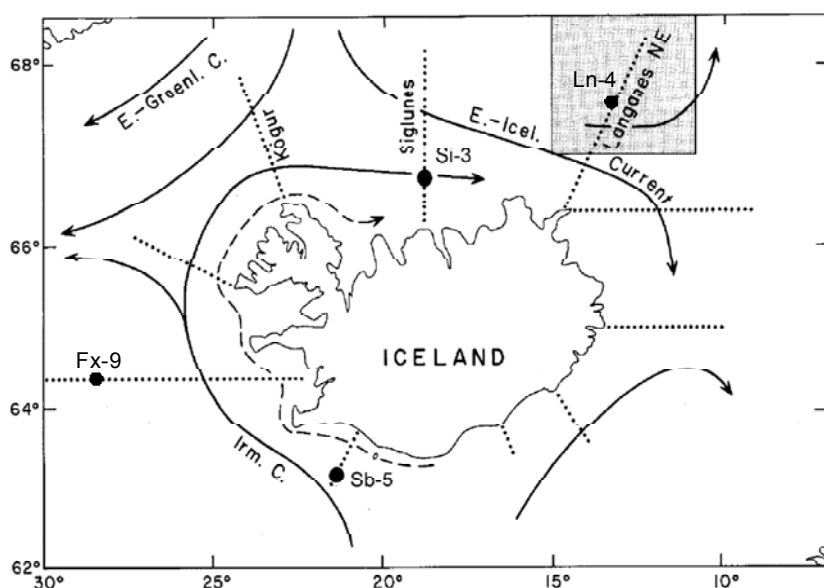 68°
66°
64°
62°
30°
25°
20°
15°
10°
E.-Greenl. C.
Kögur
Siglunes
Si-3
E.-Icel.
Current
Ln-4
Langanes NE
Fx-9
ICELAND
Irm. C.
Sb-5